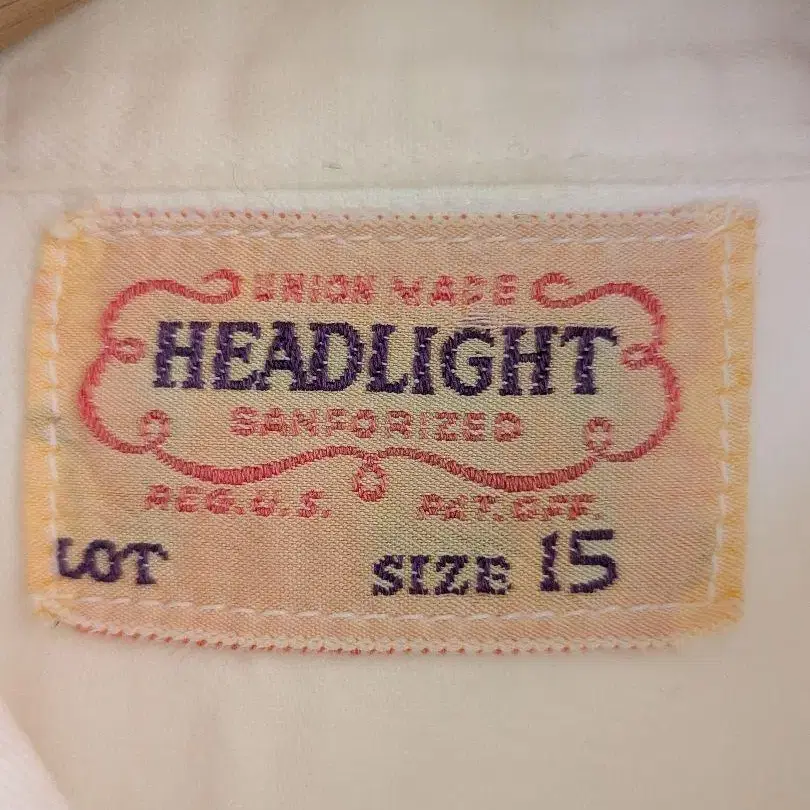 UNION MADE
HEADLIGHT
SANFORIZED
REG. U.S. PAT. OFF.
LOT SIZE 15